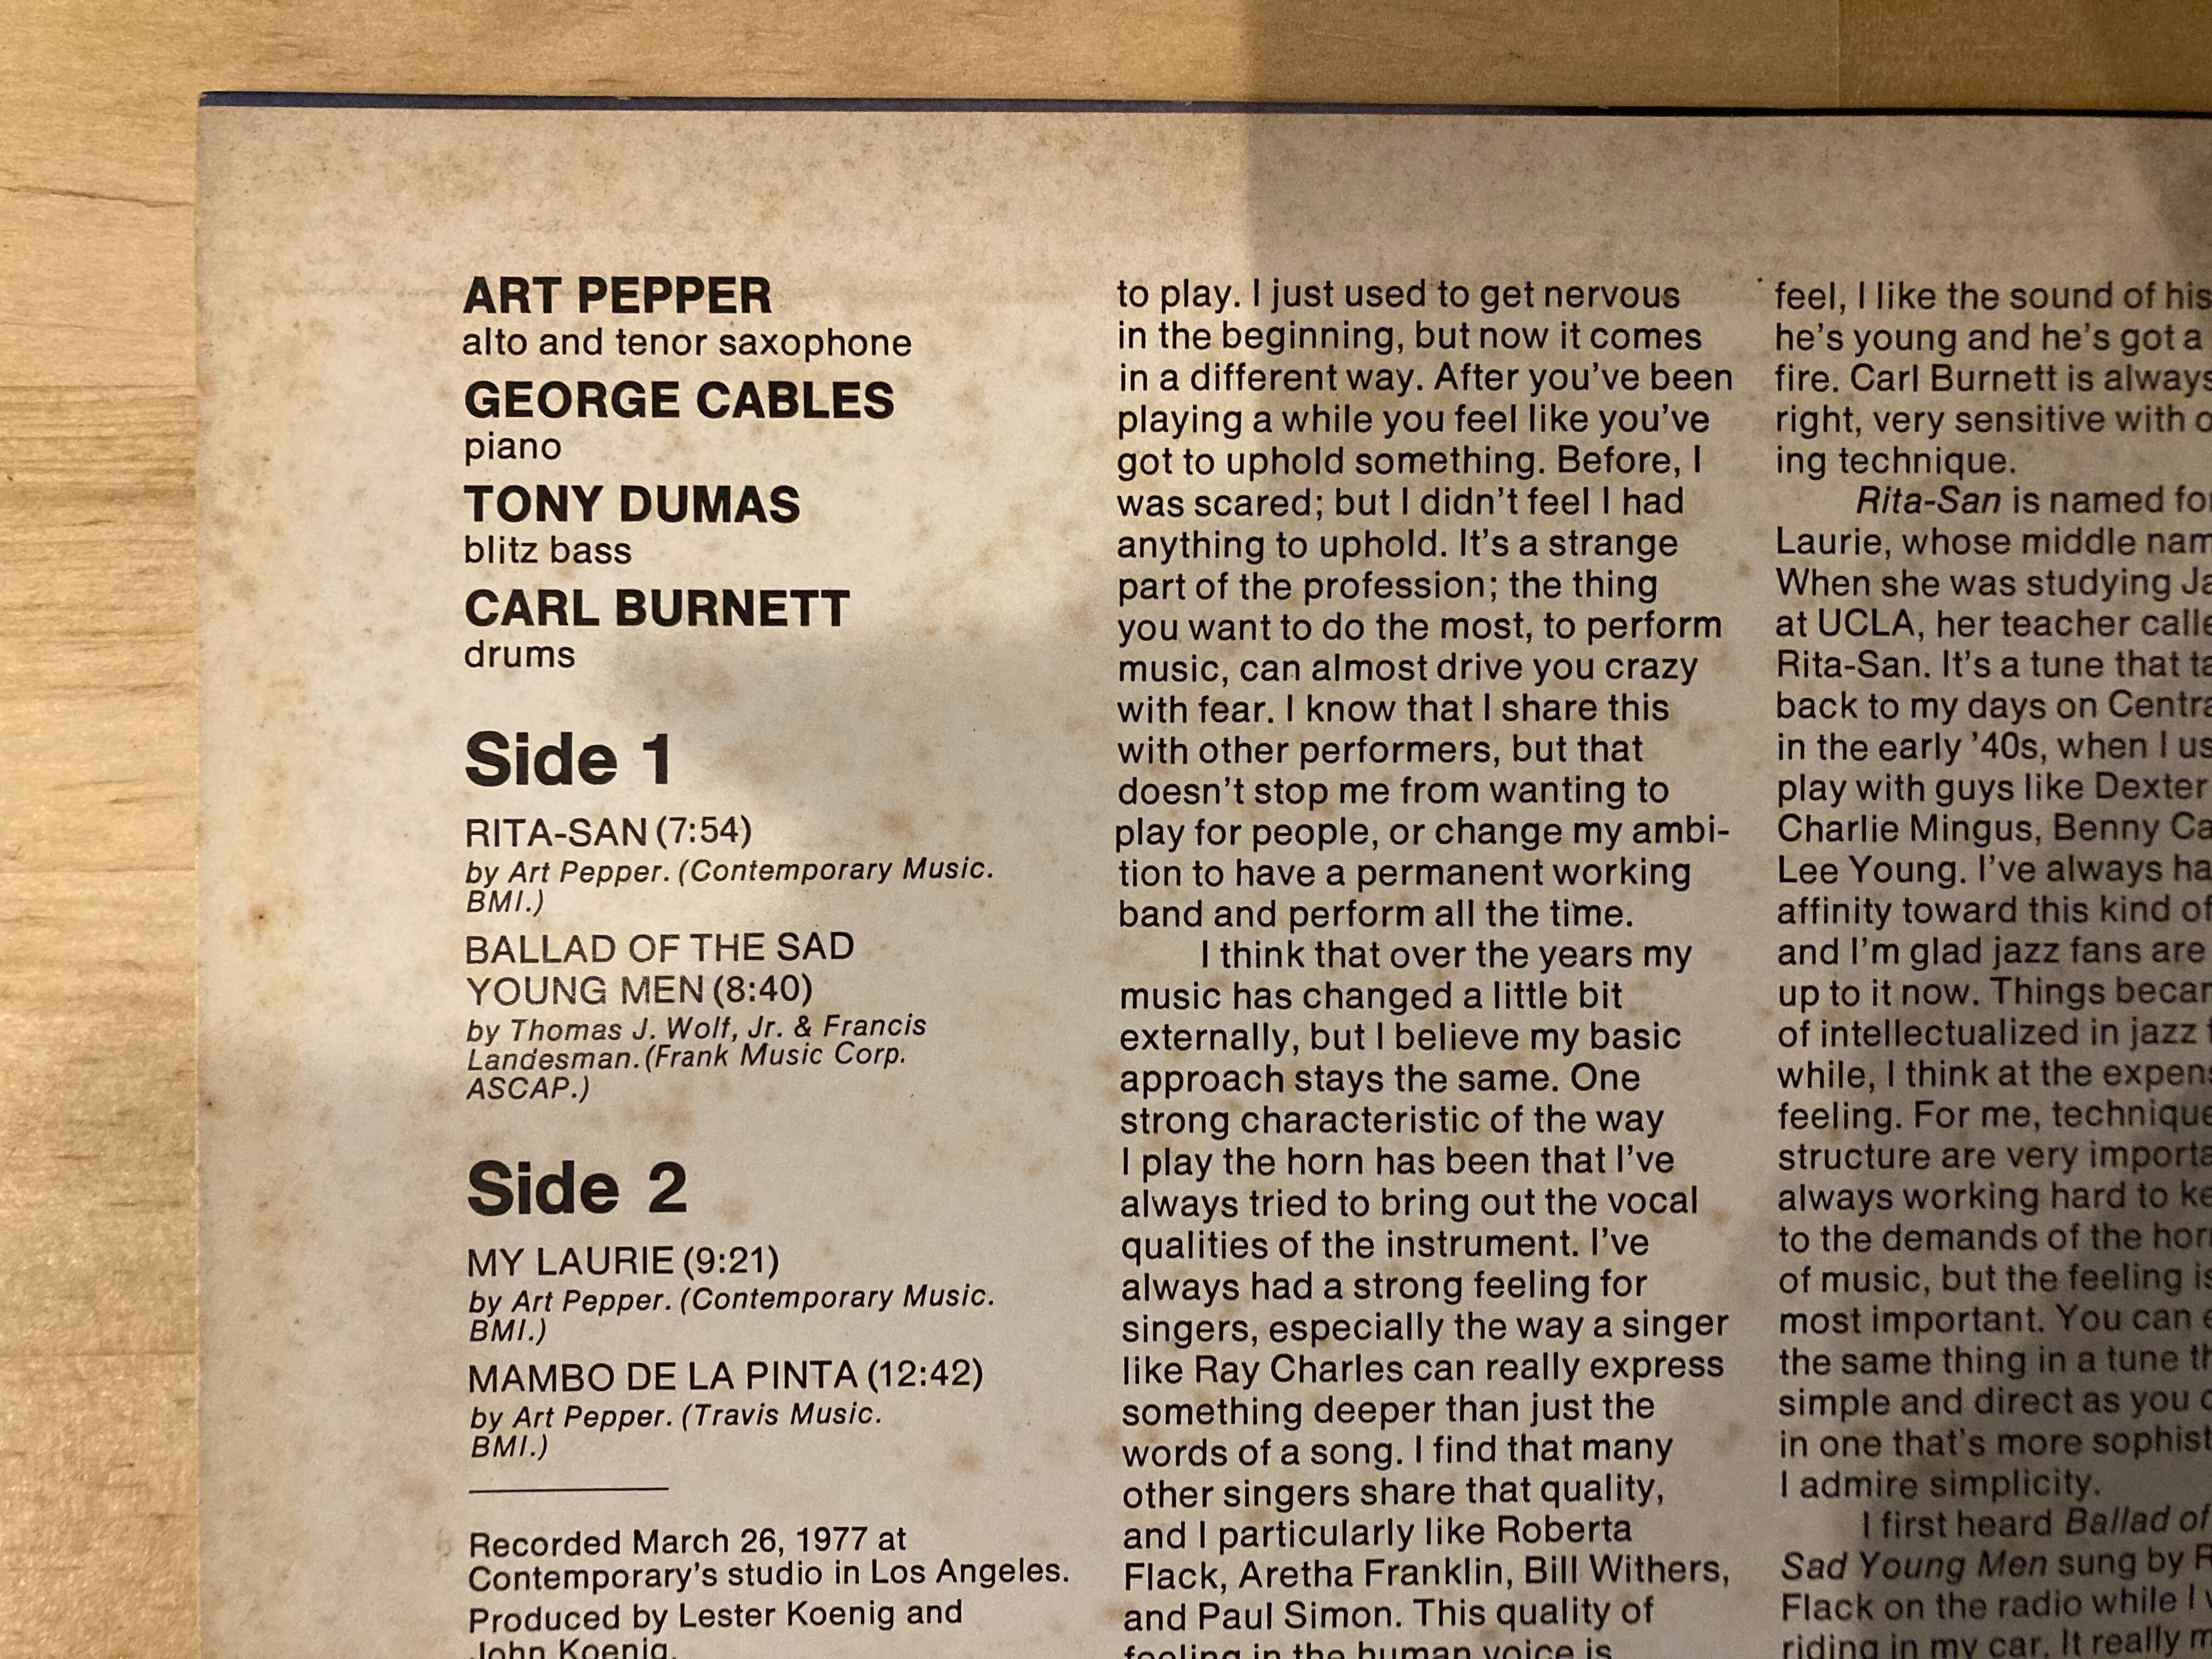 ART PEPPER
alto and tenor saxophone
GEORGE CABLES
piano
TONY DUMAS
blitz bass
CARL BURNETT
drums
Side 1
RITA-SAN (7:54)
by Art Pepper. (Contemporary Music.
BMI.)
BALLAD OF THE SAD
YOUNG MEN (8:40)
by Thomas J. Wolf, Jr. & Francis
Landesman. (Frank Music Corp.
ASCAP.)
Side 2
MY LAURIE (9:21)
by Art Pepper. (Contemporary Music.
BMI.)
MAMBO DE LA PINTA (12:42)
by Art Pepper. (Travis Music.
BMI.)
Recorded March 26, 1977 at
Contemporary's studio in Los Angeles.
Produced by Lester Koenig and
John Koenig.
to play. I just used to get nervous
in the beginning, but now it comes
in a different way. After you've been
playing a while you feel like you've
got to uphold something. Before, I
was scared; but I didn't feel I had
anything to uphold. It's a strange
part of the profession; the thing
you want to do the most, to perform
music, can almost drive you crazy
with fear. I know that I share this
with other performers, but that
doesn't stop me from wanting to
play for people, or change my ambi-
tion to have a permanent working
band and perform all the time.
I think that over the years my
music has changed a little bit
externally, but I believe my basic
approach stays the same. One
strong characteristic of the way
I play the horn has been that I've
always tried to bring out the vocal
qualities of the instrument. I've
always had a strong feeling for
singers, especially the way a singer
like Ray Charles can really express
something deeper than just the
words of a song. I find that many
other singers share that quality,
and I particularly like Roberta
Flack, Aretha Franklin, Bill Withers,
and Paul Simon. This quality of
feeling in the human voice is
feel, I like the sound of his
he's young and he's got a
fire. Carl Burnett is always
right, very sensitive with
ing technique.
Rita-San is named for
Laurie, whose middle
When she was studying
at UCLA, her teacher
Rita-San. It's a tune that
back to my days on
in the early '40s, when I
play with guys like Dexter
Charlie Mingus, Benny
Lee Young. I've always
affinity toward this kind of
and I'm glad jazz fans are
up to it now. Things
of intellectualized in jazz
while, I think at the
feeling. For me, technique
structure are very
always working hard to
to the demands of the
of music, but the feeling is
most important. You can
the same thing in a tune
simple and direct as you
in one that's more
I admire simplicity.
I first heard Ballad of
Sad Young Men sung by
Flack on the radio while I
riding in my car. It really